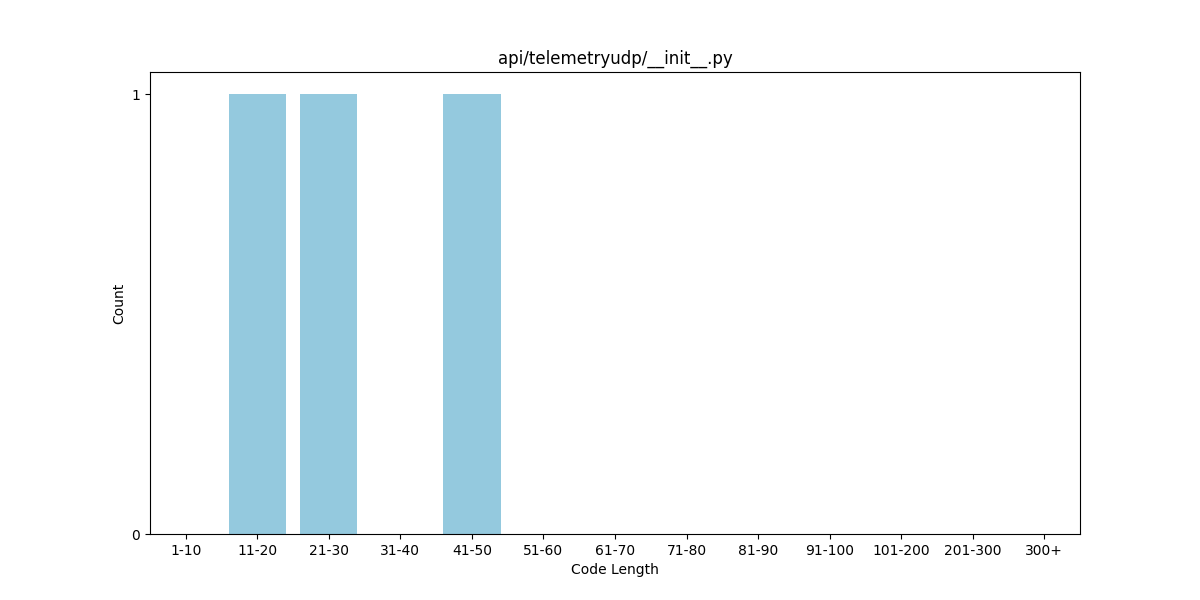 api/telemetryudp/__init__.py
1
Count
0
1-10 11-20 21-30 31-40 41-50 51-60 61-70 71-80 81-90 91-100 101-200 201-300 300+
Code Length